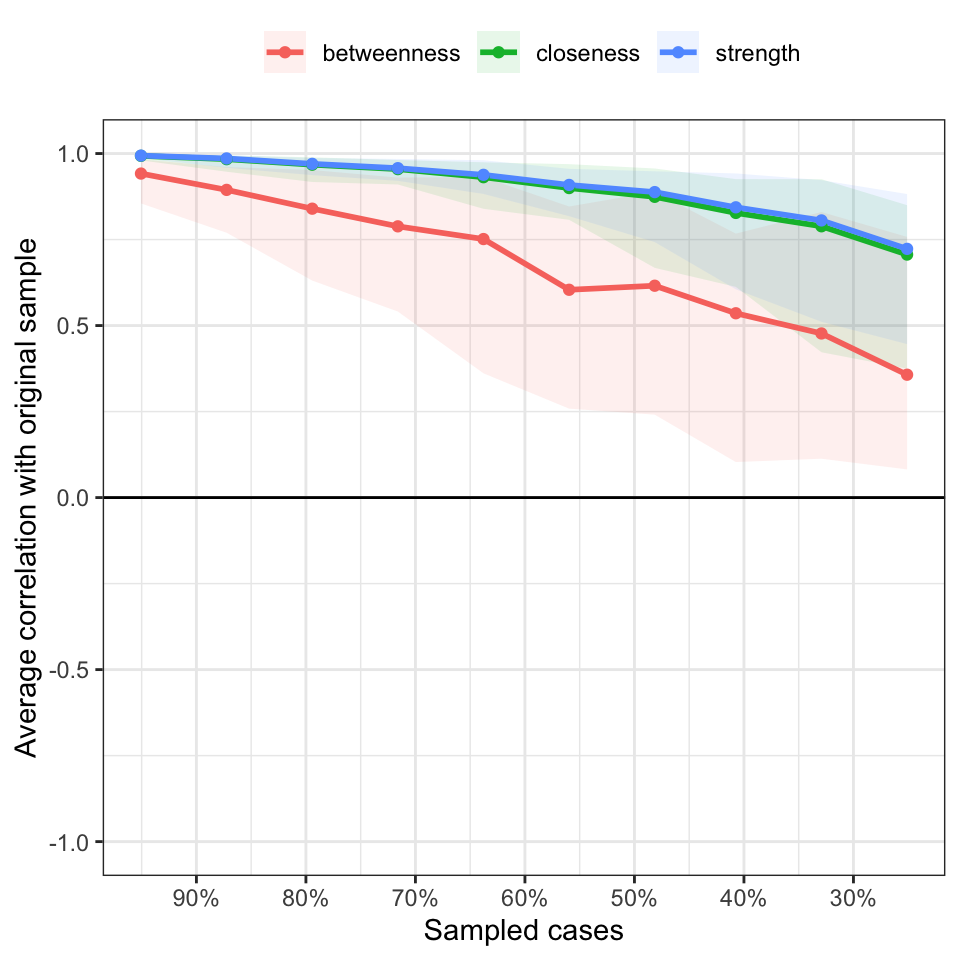 betweenness closeness strength
Average correlation with original sample
1.0
0.5
0.0
-0.5
-1.0
90% 80% 70% 60% 50% 40% 30%
Sampled cases